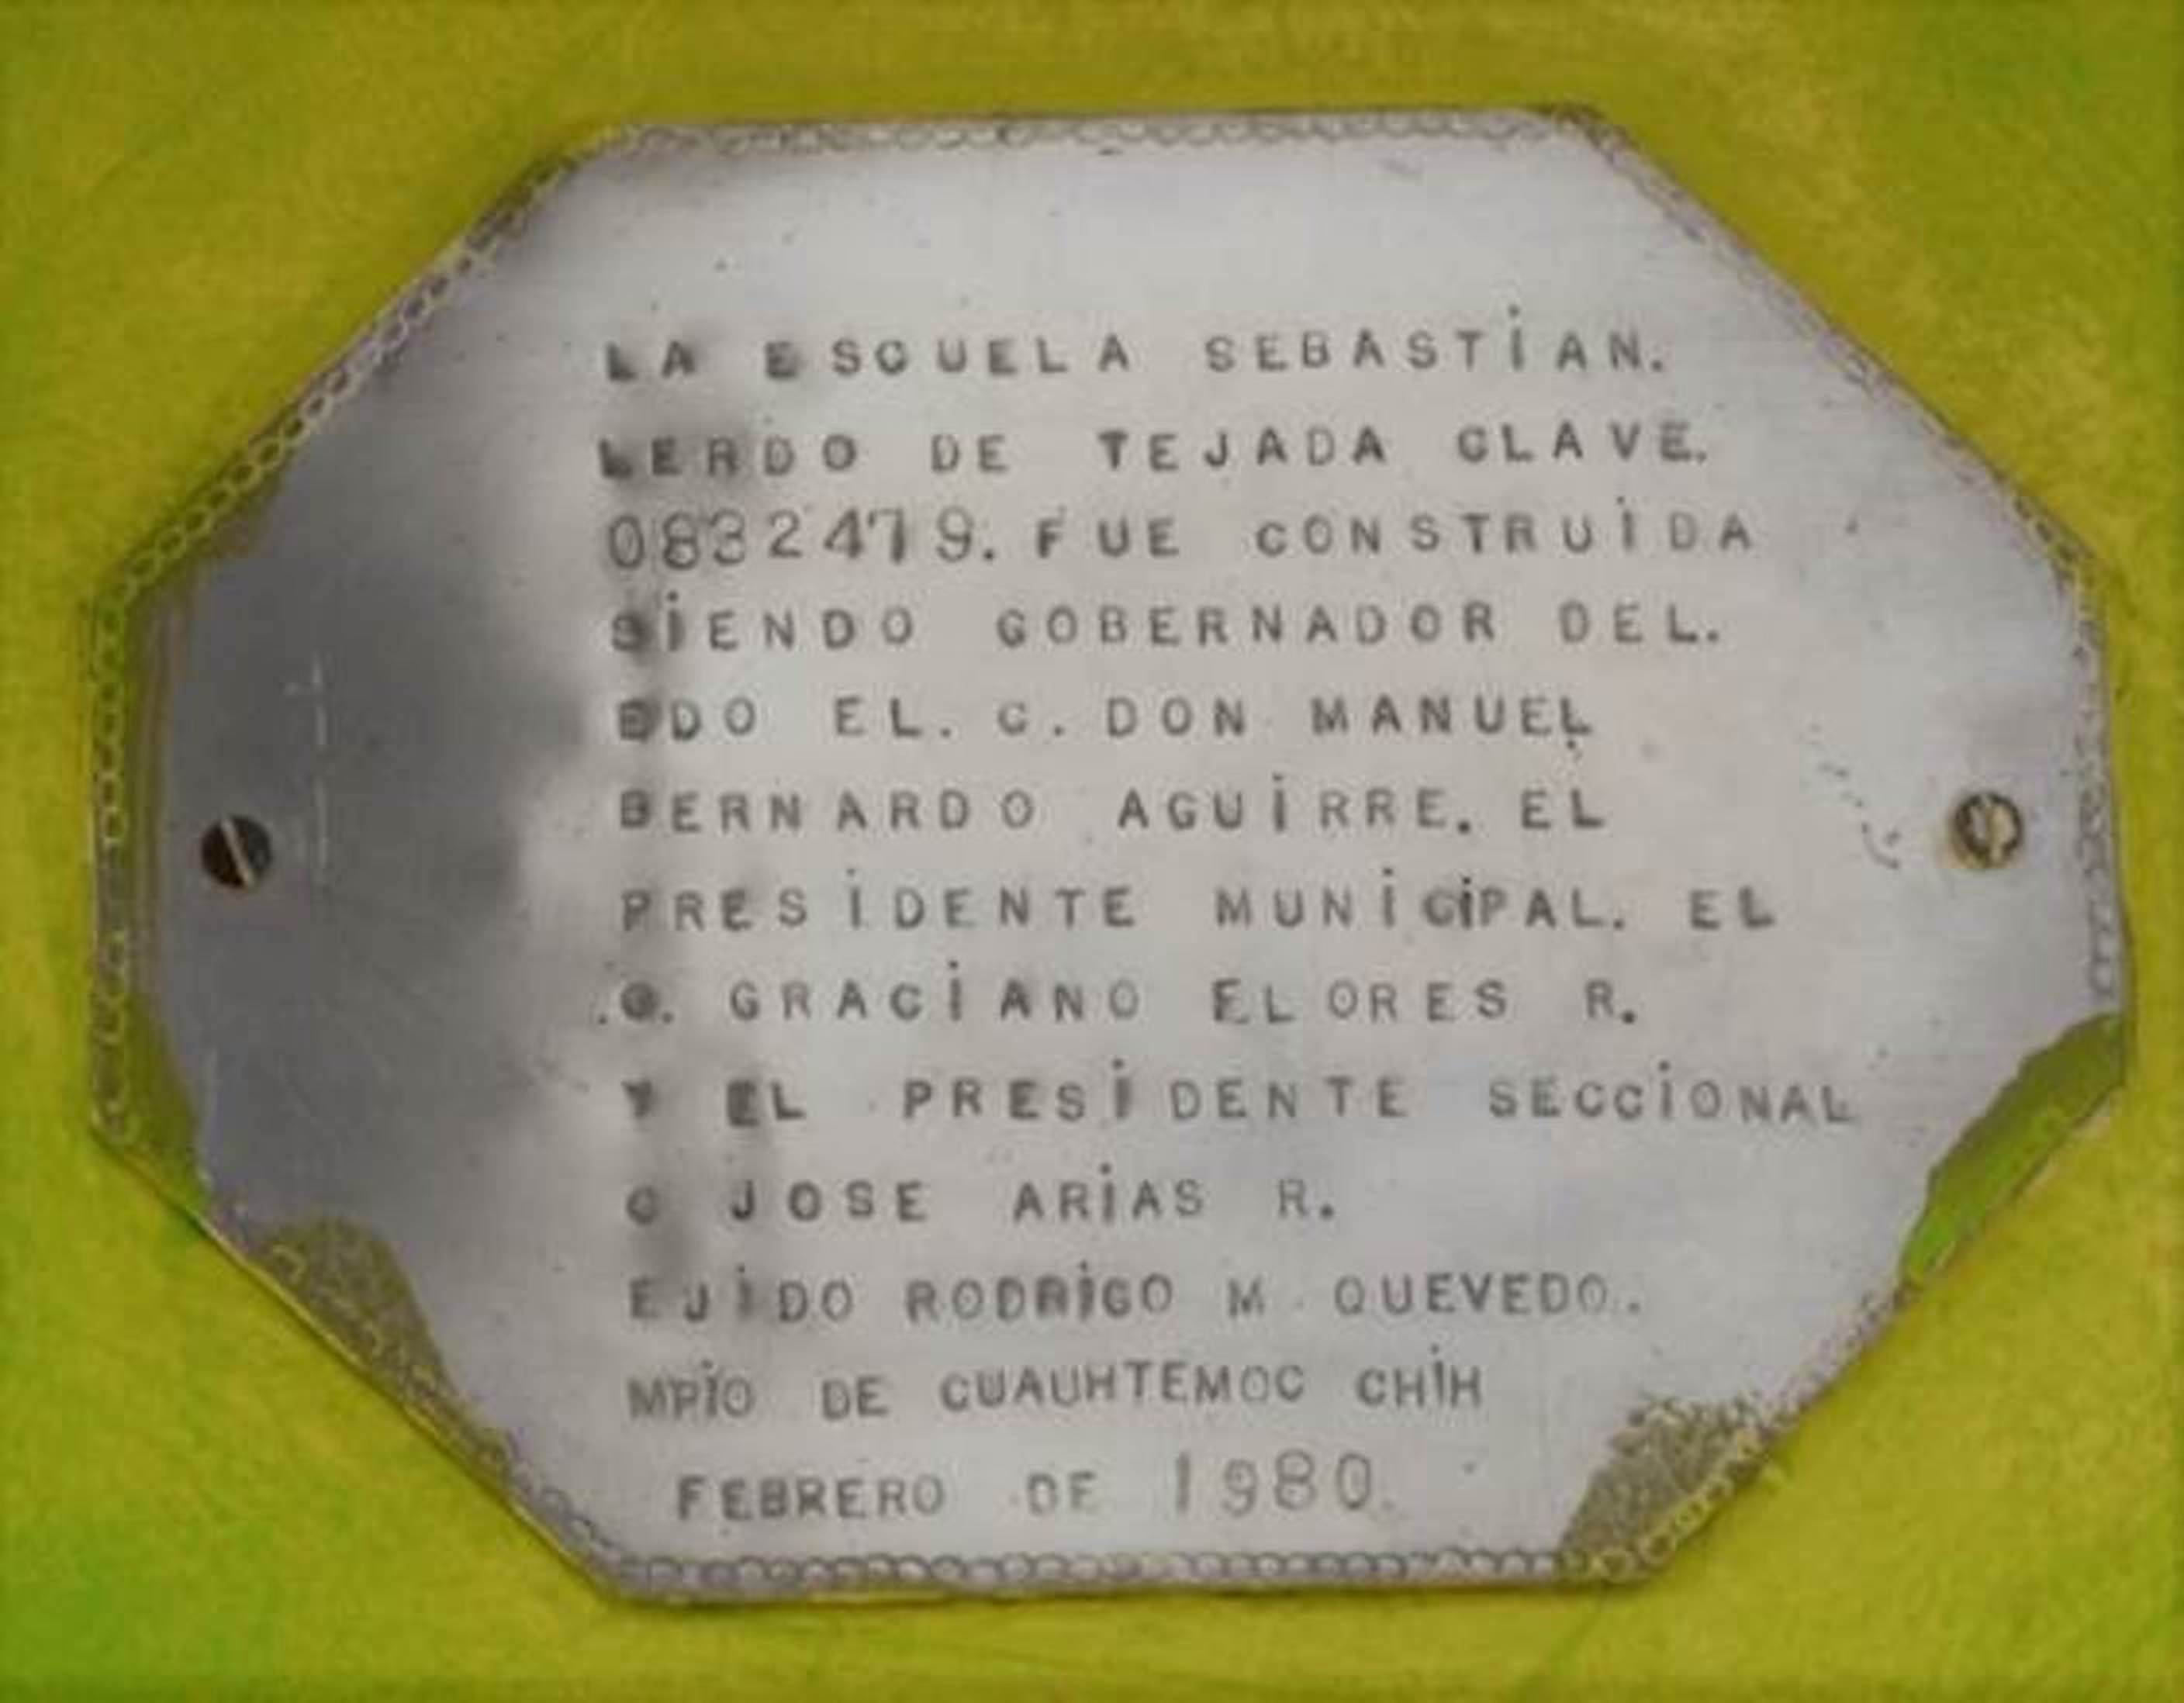 LA ESCUELA SEBASTiAN.
LERDO DE TEJADA CLAVE.
0832479. FUE CONSTRUiDA
SiENDO GOBERNADOR DEL.
EDO EL. C. DON MANUEL
BERNARDO AGUiRRE. EL
PRESiDENTE MUNiCiPAL. EL
.C. GRACiANO FLORES R.
Y EL PRESiDENTE SECCiONAL
C JOSE ARiAS R.
EJiDO RODRiGO M QUEVEDO.
MPiO DE CUAUHTEMOC CHiH
FEBRERO DE 1980.